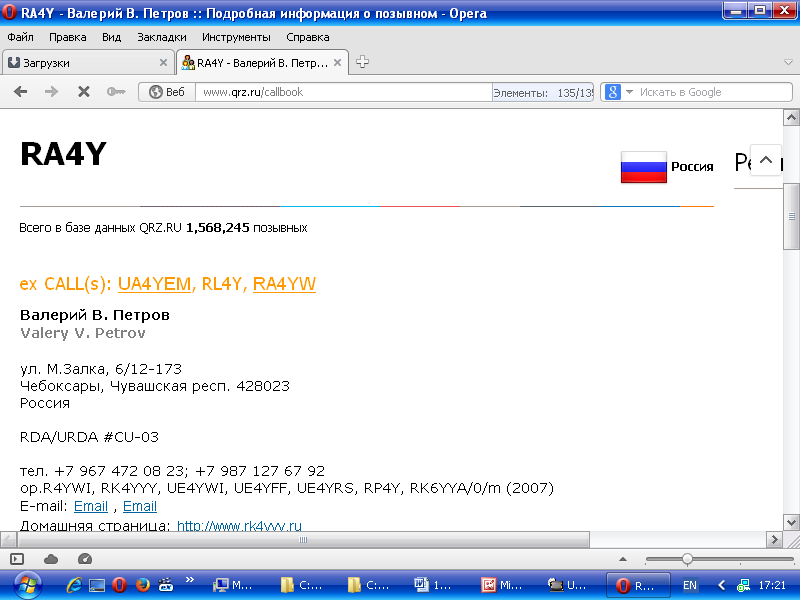 RA4Y - Валерий В. Петров :: Подробная информация о позывном - Opera
Файл Правка Вид Закладки Инструменты Справка
Загрузки RA4Y - Валерий В. Петр...
Веб www.qrz.ru/callbook Элементы: 135/135 Искать в Google
RA4Y
Россия
Всего в базе данных QRZ.RU 1,568,245 позывных
ex CALL(s): UA4YEM, RL4Y, RA4YW
Валерий В. Петров
Valery V. Petrov
ул. М.Залка, 6/12-173
Чебоксары, Чувашская респ. 428023
Россия
RDA/URDA #CU-03
тел. +7 967 472 08 23; +7 987 127 67 92
op.R4YWI, RK4YYY, UE4YWI, UE4YFF, UE4YRS, RP4Y, RK6YYA/0/m (2007)
E-mail: Email , Email
Домашняя страница: http://www.rk4yyy.ru
M... C:... C:... 1... Mi... U... R... EN 17:21